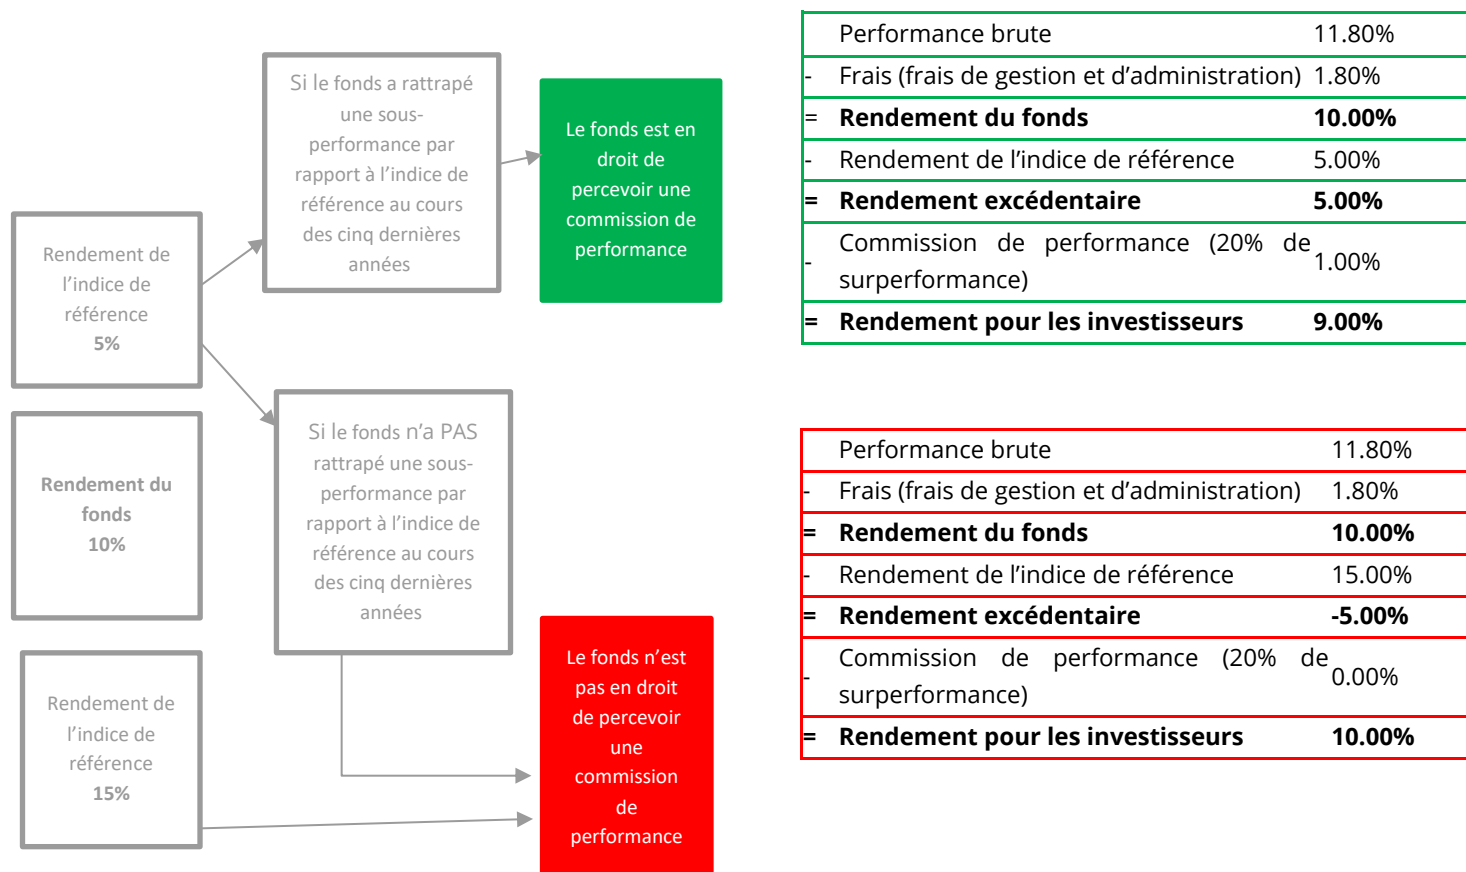 Rendement de
l'indice de
référence
5%
Rendement du
fonds
10%
Rendement de
l'indice de
référence
15%
Si le fonds a rattrapé
une sous-
performance par
rapport à l'indice de
référence au cours
des cinq dernières
années
Si le fonds n'a PAS
rattrapé une sous-
performance par
rapport à l'indice de
référence au cours
des cinq dernières
années
Le fonds est en
droit de
percevoir une
commission de
performance
Le fonds n'est
pas en droit
de percevoir
une
commission
de
performance
Performance brute 11.80%
- Frais (frais de gestion et d'administration) 1.80%
= Rendement du fonds 10.00%
- Rendement de l'indice de référence 5.00%
= Rendement excédentaire 5.00%
- Commission de performance (20% de
surperformance) 1.00%
= Rendement pour les investisseurs 9.00%
Performance brute 11.80%
- Frais (frais de gestion et d'administration) 1.80%
= Rendement du fonds 10.00%
- Rendement de l'indice de référence 15.00%
= Rendement excédentaire -5.00%
- Commission de performance (20% de
surperformance) 0.00%
= Rendement pour les investisseurs 10.00%